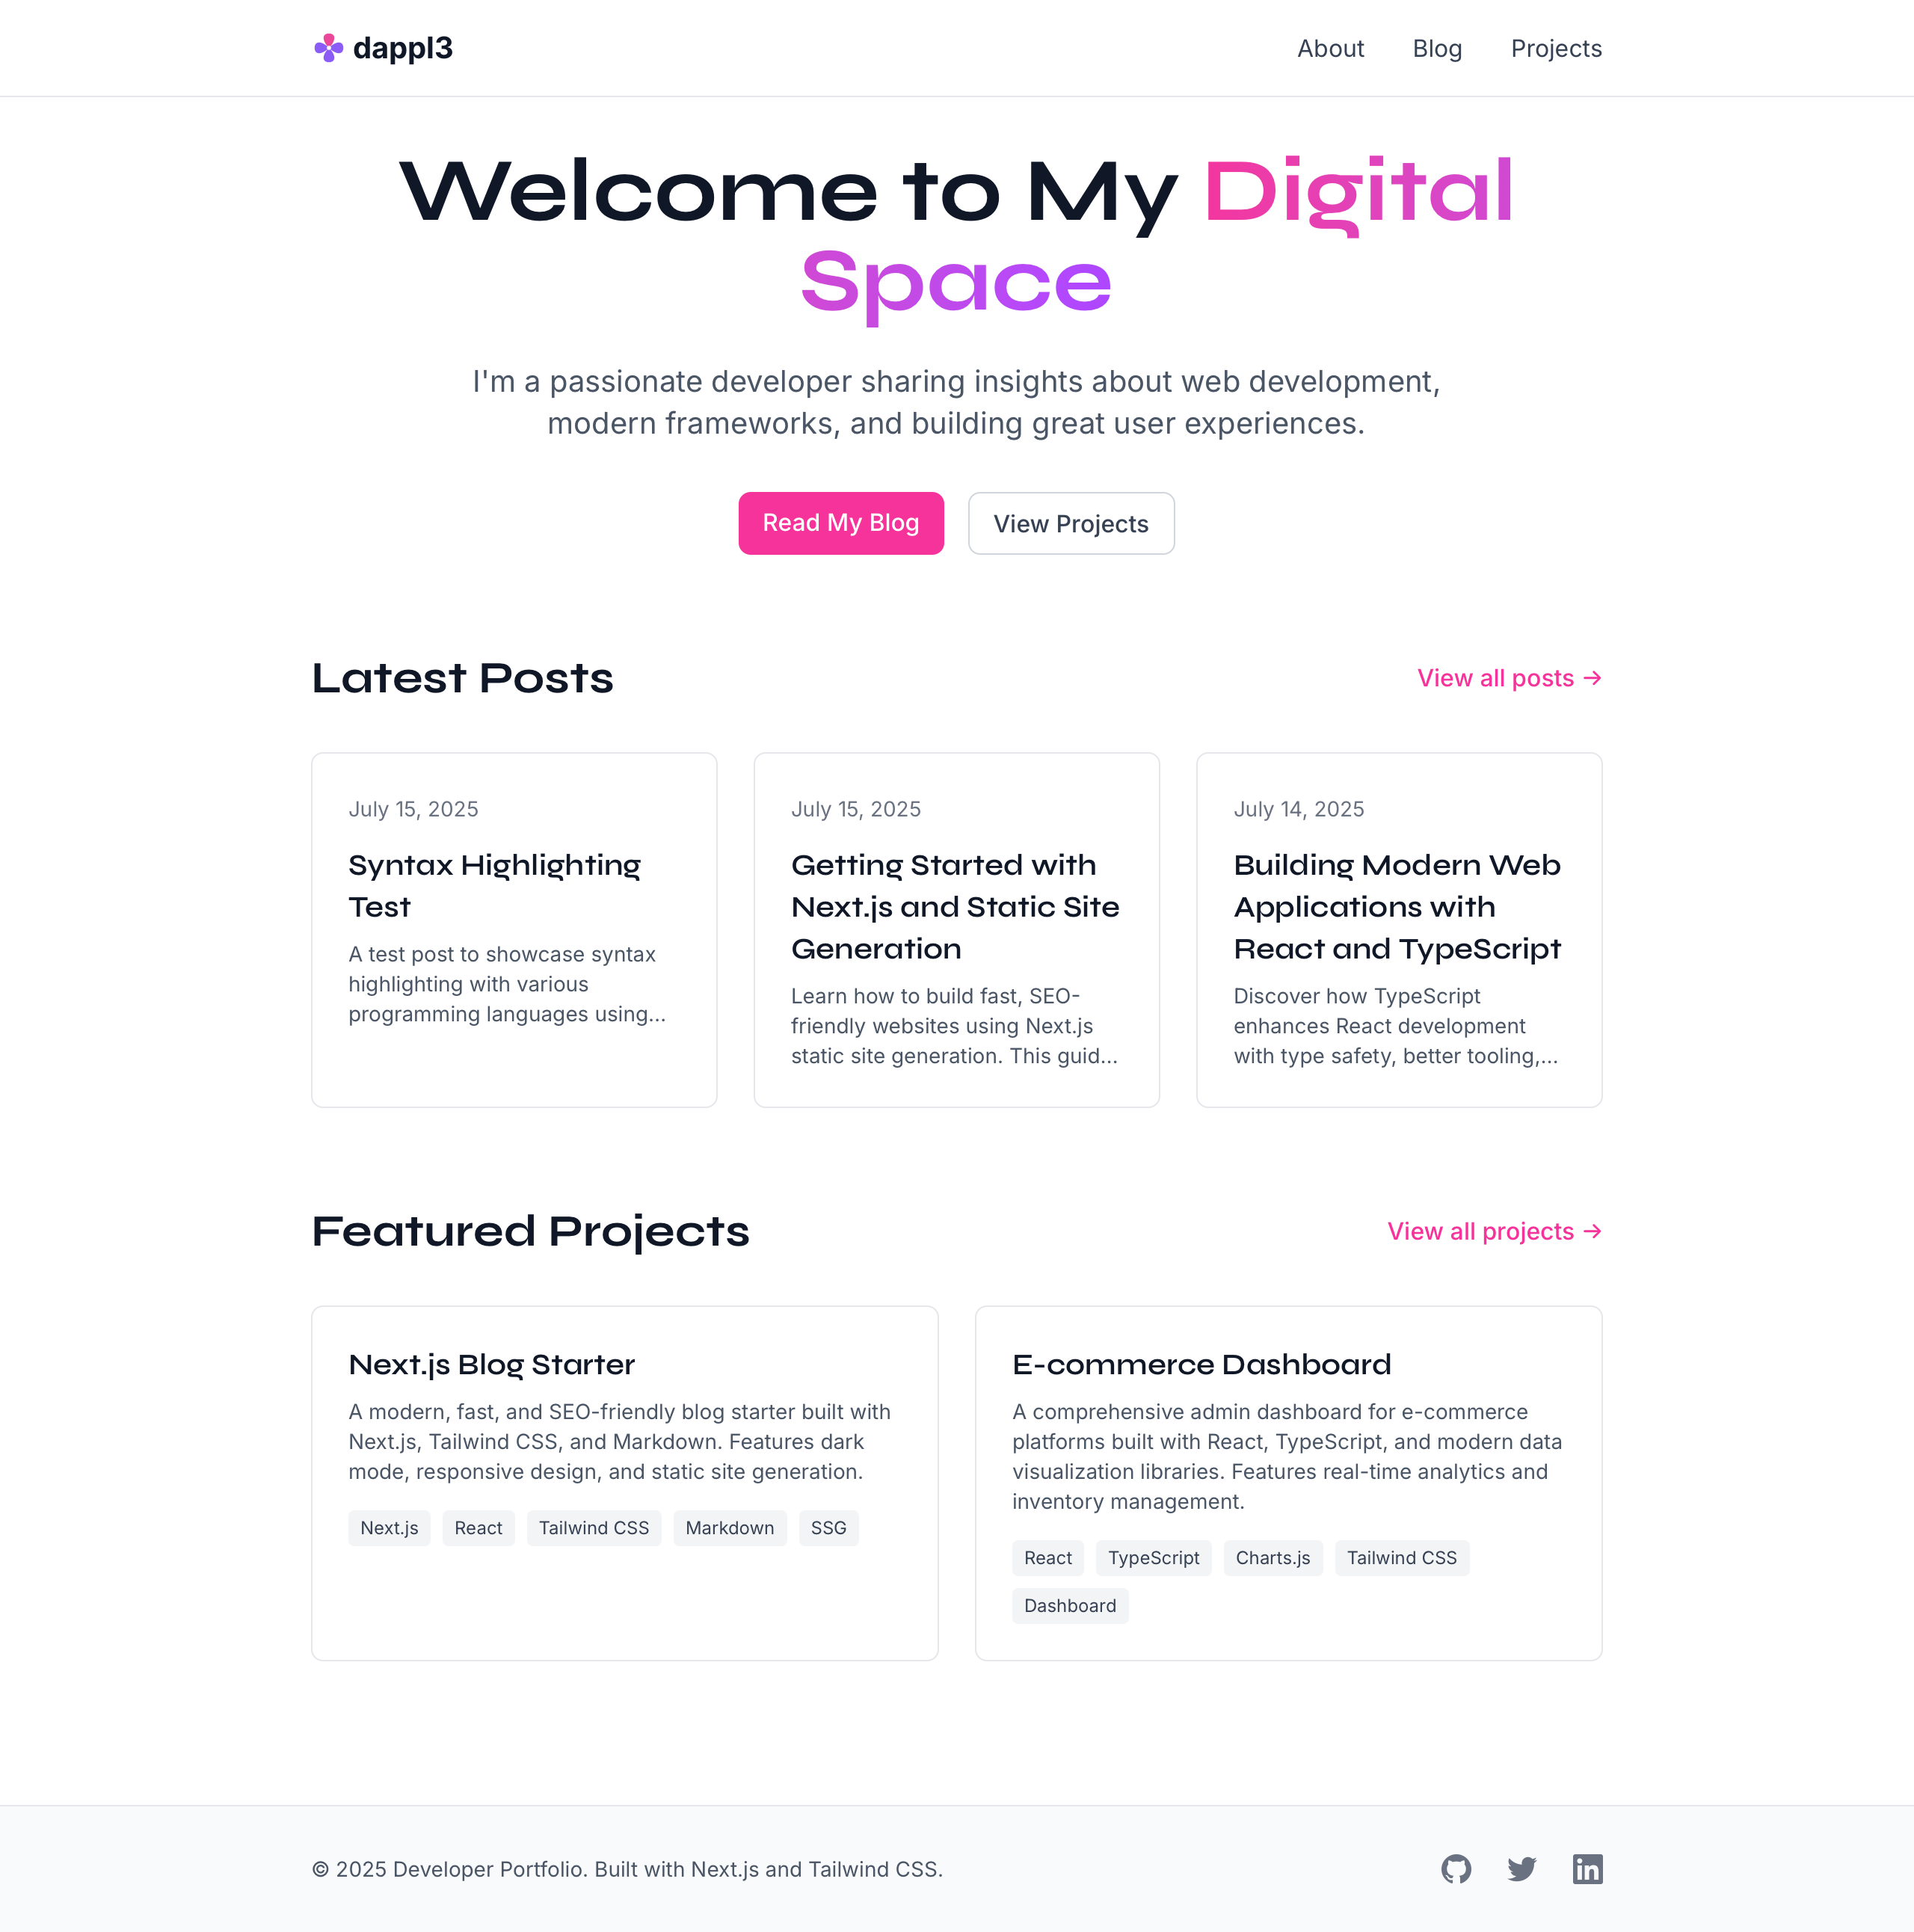 dappl3
About Blog Projects
Welcome to My Digital
Space
I'm a passionate developer sharing insights about web development,
modern frameworks, and building great user experiences.
Read My Blog
View Projects
Latest Posts
View all posts →
July 15, 2025
Syntax Highlighting
Test
A test post to showcase syntax
highlighting with various
programming languages using...
July 15, 2025
Getting Started with
Next.js and Static Site
Generation
Learn how to build fast, SEO-
friendly websites using Next.js
static site generation. This guid...
July 14, 2025
Building Modern Web
Applications with
React and TypeScript
Discover how TypeScript
enhances React development
with type safety, better tooling,...
Featured Projects
View all projects →
Next.js Blog Starter
A modern, fast, and SEO-friendly blog starter built with
Next.js, Tailwind CSS, and Markdown. Features dark
mode, responsive design, and static site generation.
Next.js React Tailwind CSS Markdown SSG
E-commerce Dashboard
A comprehensive admin dashboard for e-commerce
platforms built with React, TypeScript, and modern data
visualization libraries. Features real-time analytics and
inventory management.
React TypeScript Charts.js Tailwind CSS
Dashboard
© 2025 Developer Portfolio. Built with Next.js and Tailwind CSS.
in